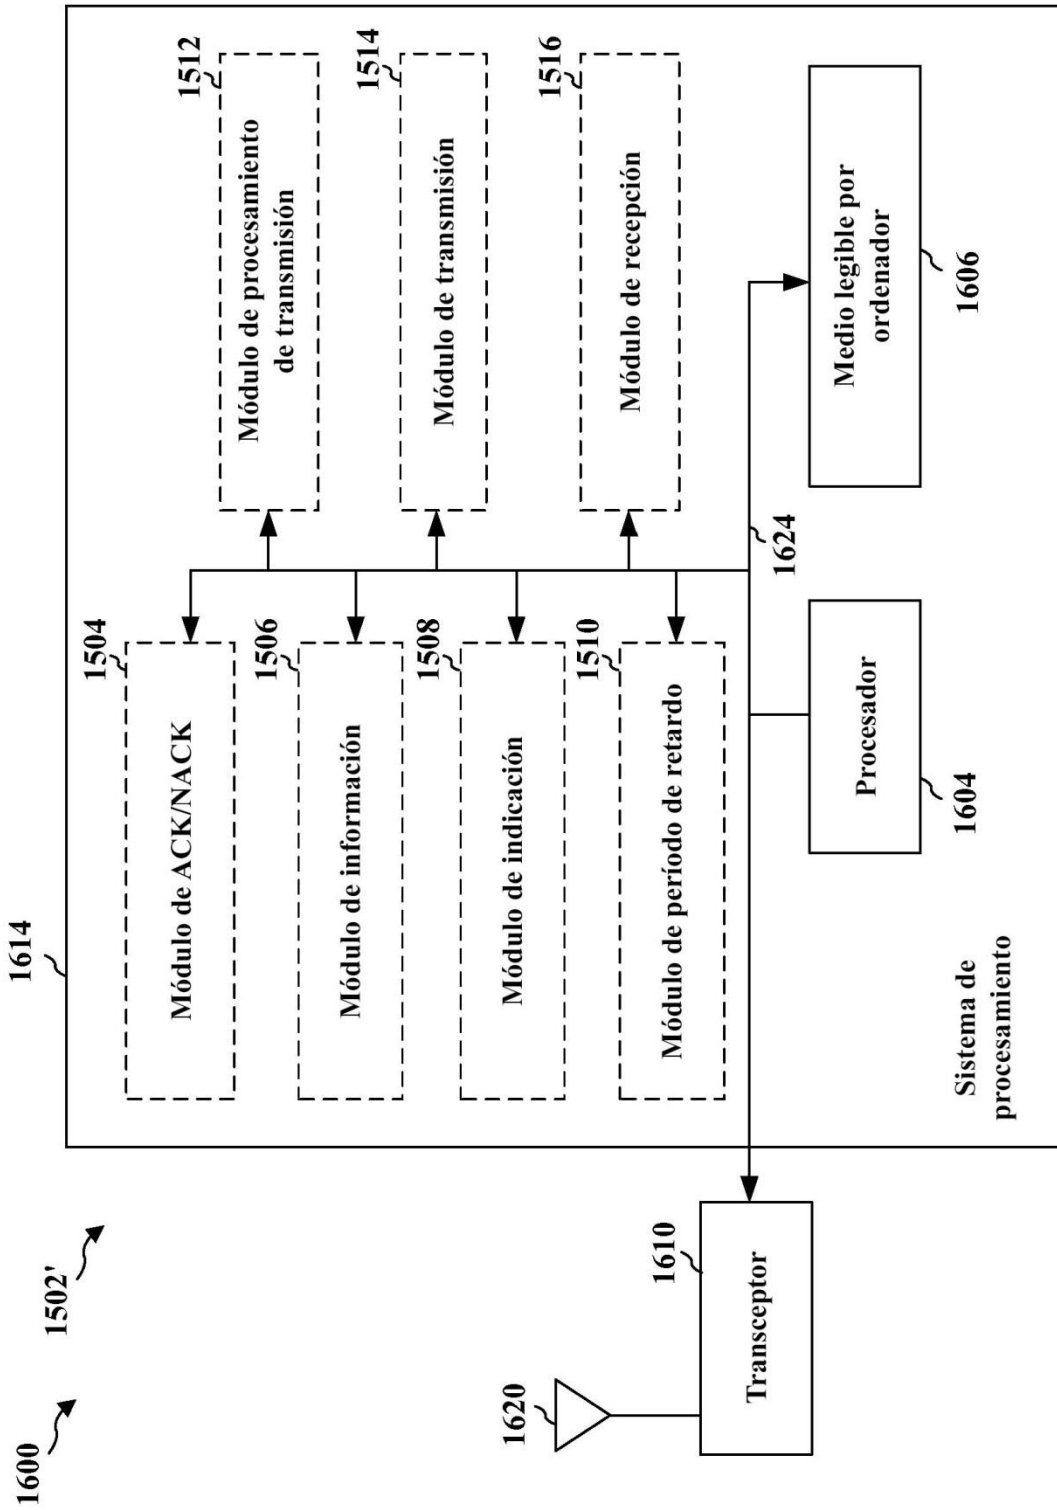 1600
1502'
1614
1504
Módulo de ACK/NACK
1512
Módulo de procesamiento
de transmisión
1506
Módulo de información
1514
Módulo de transmisión
1508
Módulo de indicación
1516
Módulo de recepción
1510
Módulo de período de retardo
1620
1610
Transceptor
1624
Procesador
1604
Medio legible por
ordenador
1606
Sistema de
procesamiento